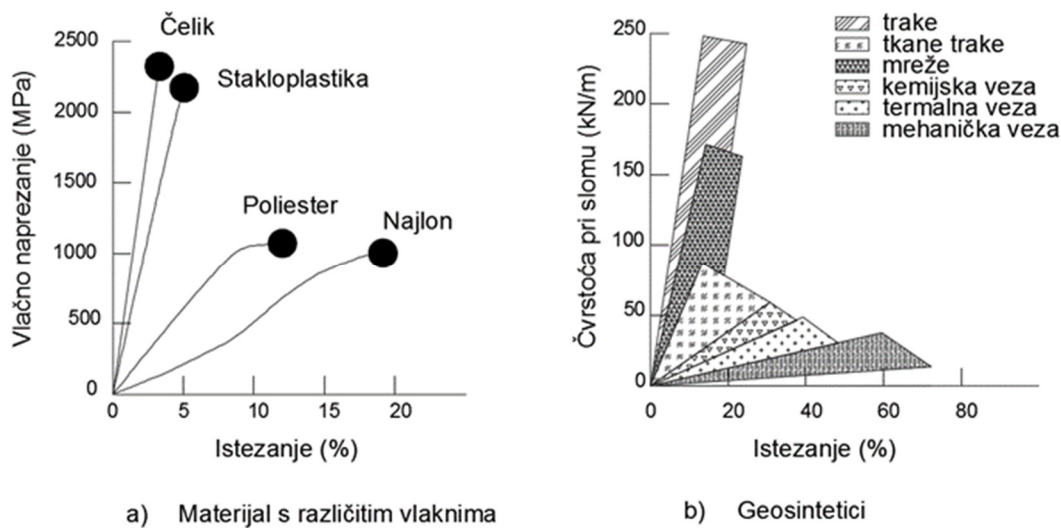 Čelik
Stakloplastika
Poliester
Najlon
Vlačno naprezanje (MPa)
2500
2000
1500
1000
500
0
0 5 10 15 20
Istezanje (%)
a) Materijal s različitim vlaknima
trake
tkane trake
mreže
kemijska veza
termalna veza
mehanička veza
Čvrstoća pri slomu (kN/m)
250
200
150
100
50
0
0 20 40 60 80
Istezanje (%)
b) Geosintetici